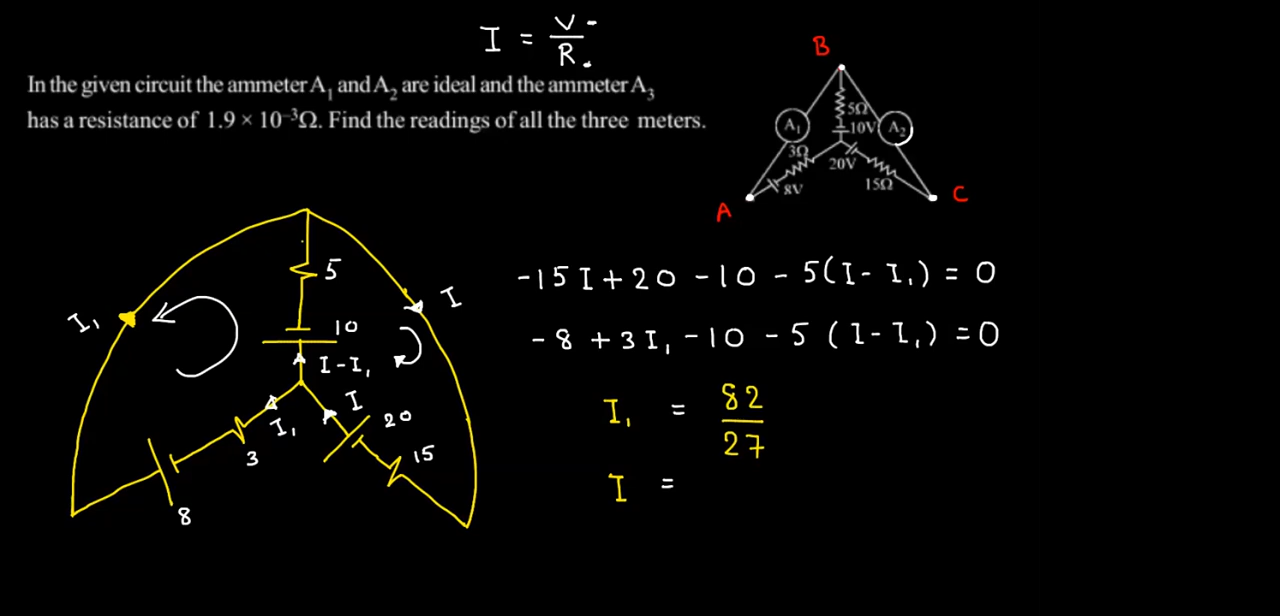 I = V / R
In the given circuit the ammeter A₁ and A₂ are ideal and the ammeter A₃
has a resistance of 1.9 × 10⁻³Ω. Find the readings of all the three meters.
B
5Ω
A₁
10V
A₂
3Ω
20V
15Ω
8V
A
C
5
I₁
I
10
I - I₁
I
20
I₁
3
15
8
-15I + 20 - 10 - 5(I - I₁) = 0
-8 + 3I₁ - 10 - 5(I - I₁) = 0
I₁ = 82 / 27
I =